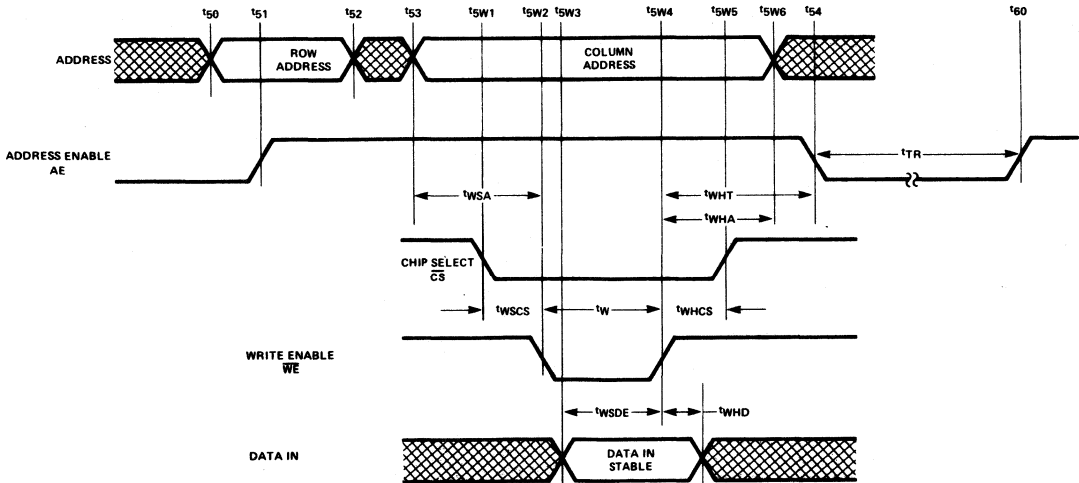 t50 t51 t52 t53 t5W1 t5W2 t5W3 t5W4 t5W5 t5W6 t54 t60
ADDRESS
ROW
ADDRESS
COLUMN
ADDRESS
ADDRESS ENABLE
AE
tTR
tWSA
tWHT
tWHA
CHIP SELECT
CS
tWSCS
tW
tWHCS
WRITE ENABLE
WE
tWSDE
tWHD
DATA IN
DATA IN
STABLE